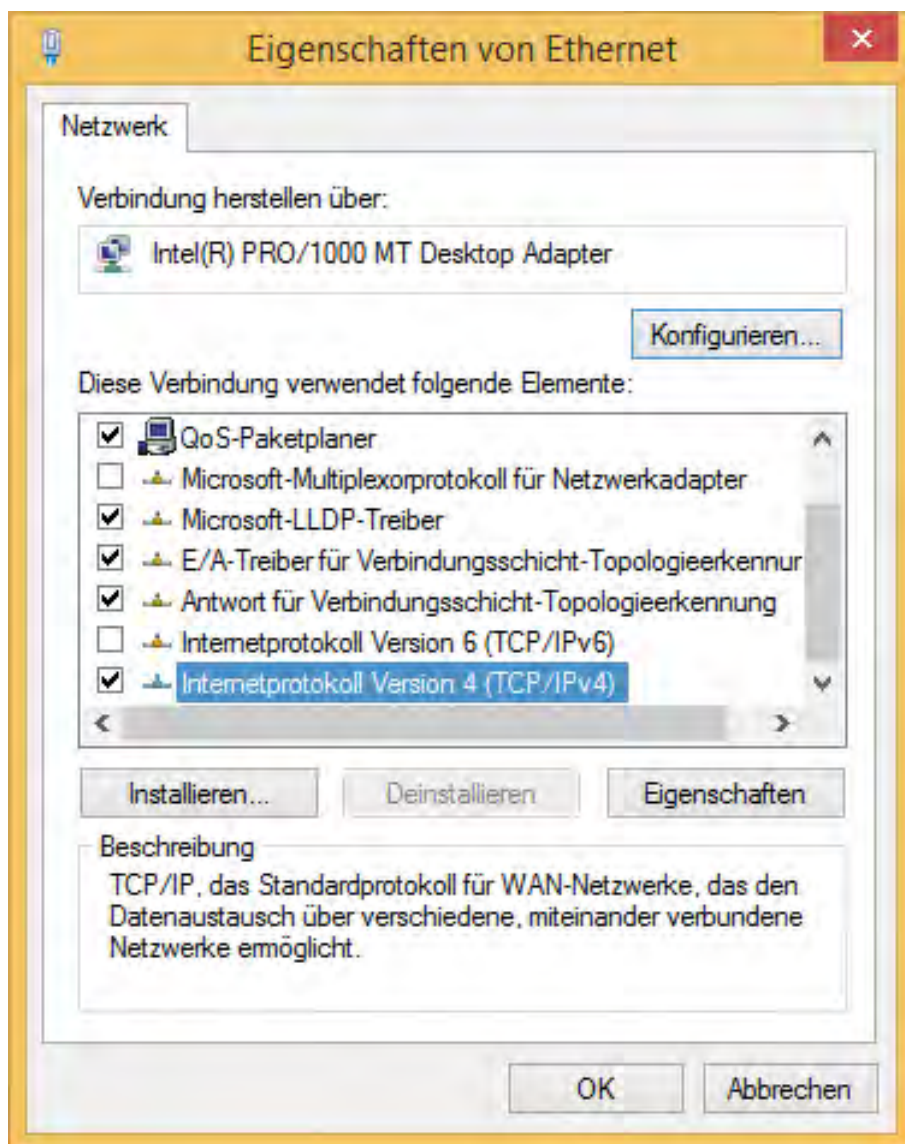 Eigenschaften von Ethernet
Netzwerk
Verbindung herstellen über:
Intel(R) PRO/1000 MT Desktop Adapter
Konfigurieren...
Diese Verbindung verwendet folgende Elemente:
QoS-Paketplaner
Microsoft-Multiplexorprotokoll für Netzwerkadapter
Microsoft-LLDP-Treiber
E/A-Treiber für Verbindungsschicht-Topologieerkennur
Antwort für Verbindungsschicht-Topologieerkennung
Internetprotokoll Version 6 (TCP/IPv6)
Internetprotokoll Version 4 (TCP/IPv4)
Installieren...
Deinstallieren
Eigenschaften
Beschreibung
TCP/IP, das Standardprotokoll für WAN-Netzwerke, das den
Datenaustausch über verschiedene, miteinander verbundene
Netzwerke ermöglicht.
OK
Abbrechen